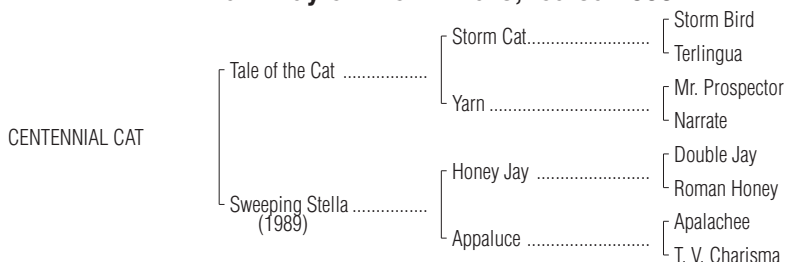 Storm Bird
Storm Cat............................
Terlingua
Tale of the Cat ..................
Mr. Prospector
Yarn .....................................
Narrate
CENTENNIAL CAT
Double Jay
Honey Jay .........................
Roman Honey
Sweeping Stella ................
(1989)
Apalachee
Appaluce ...........................
T. V. Charisma